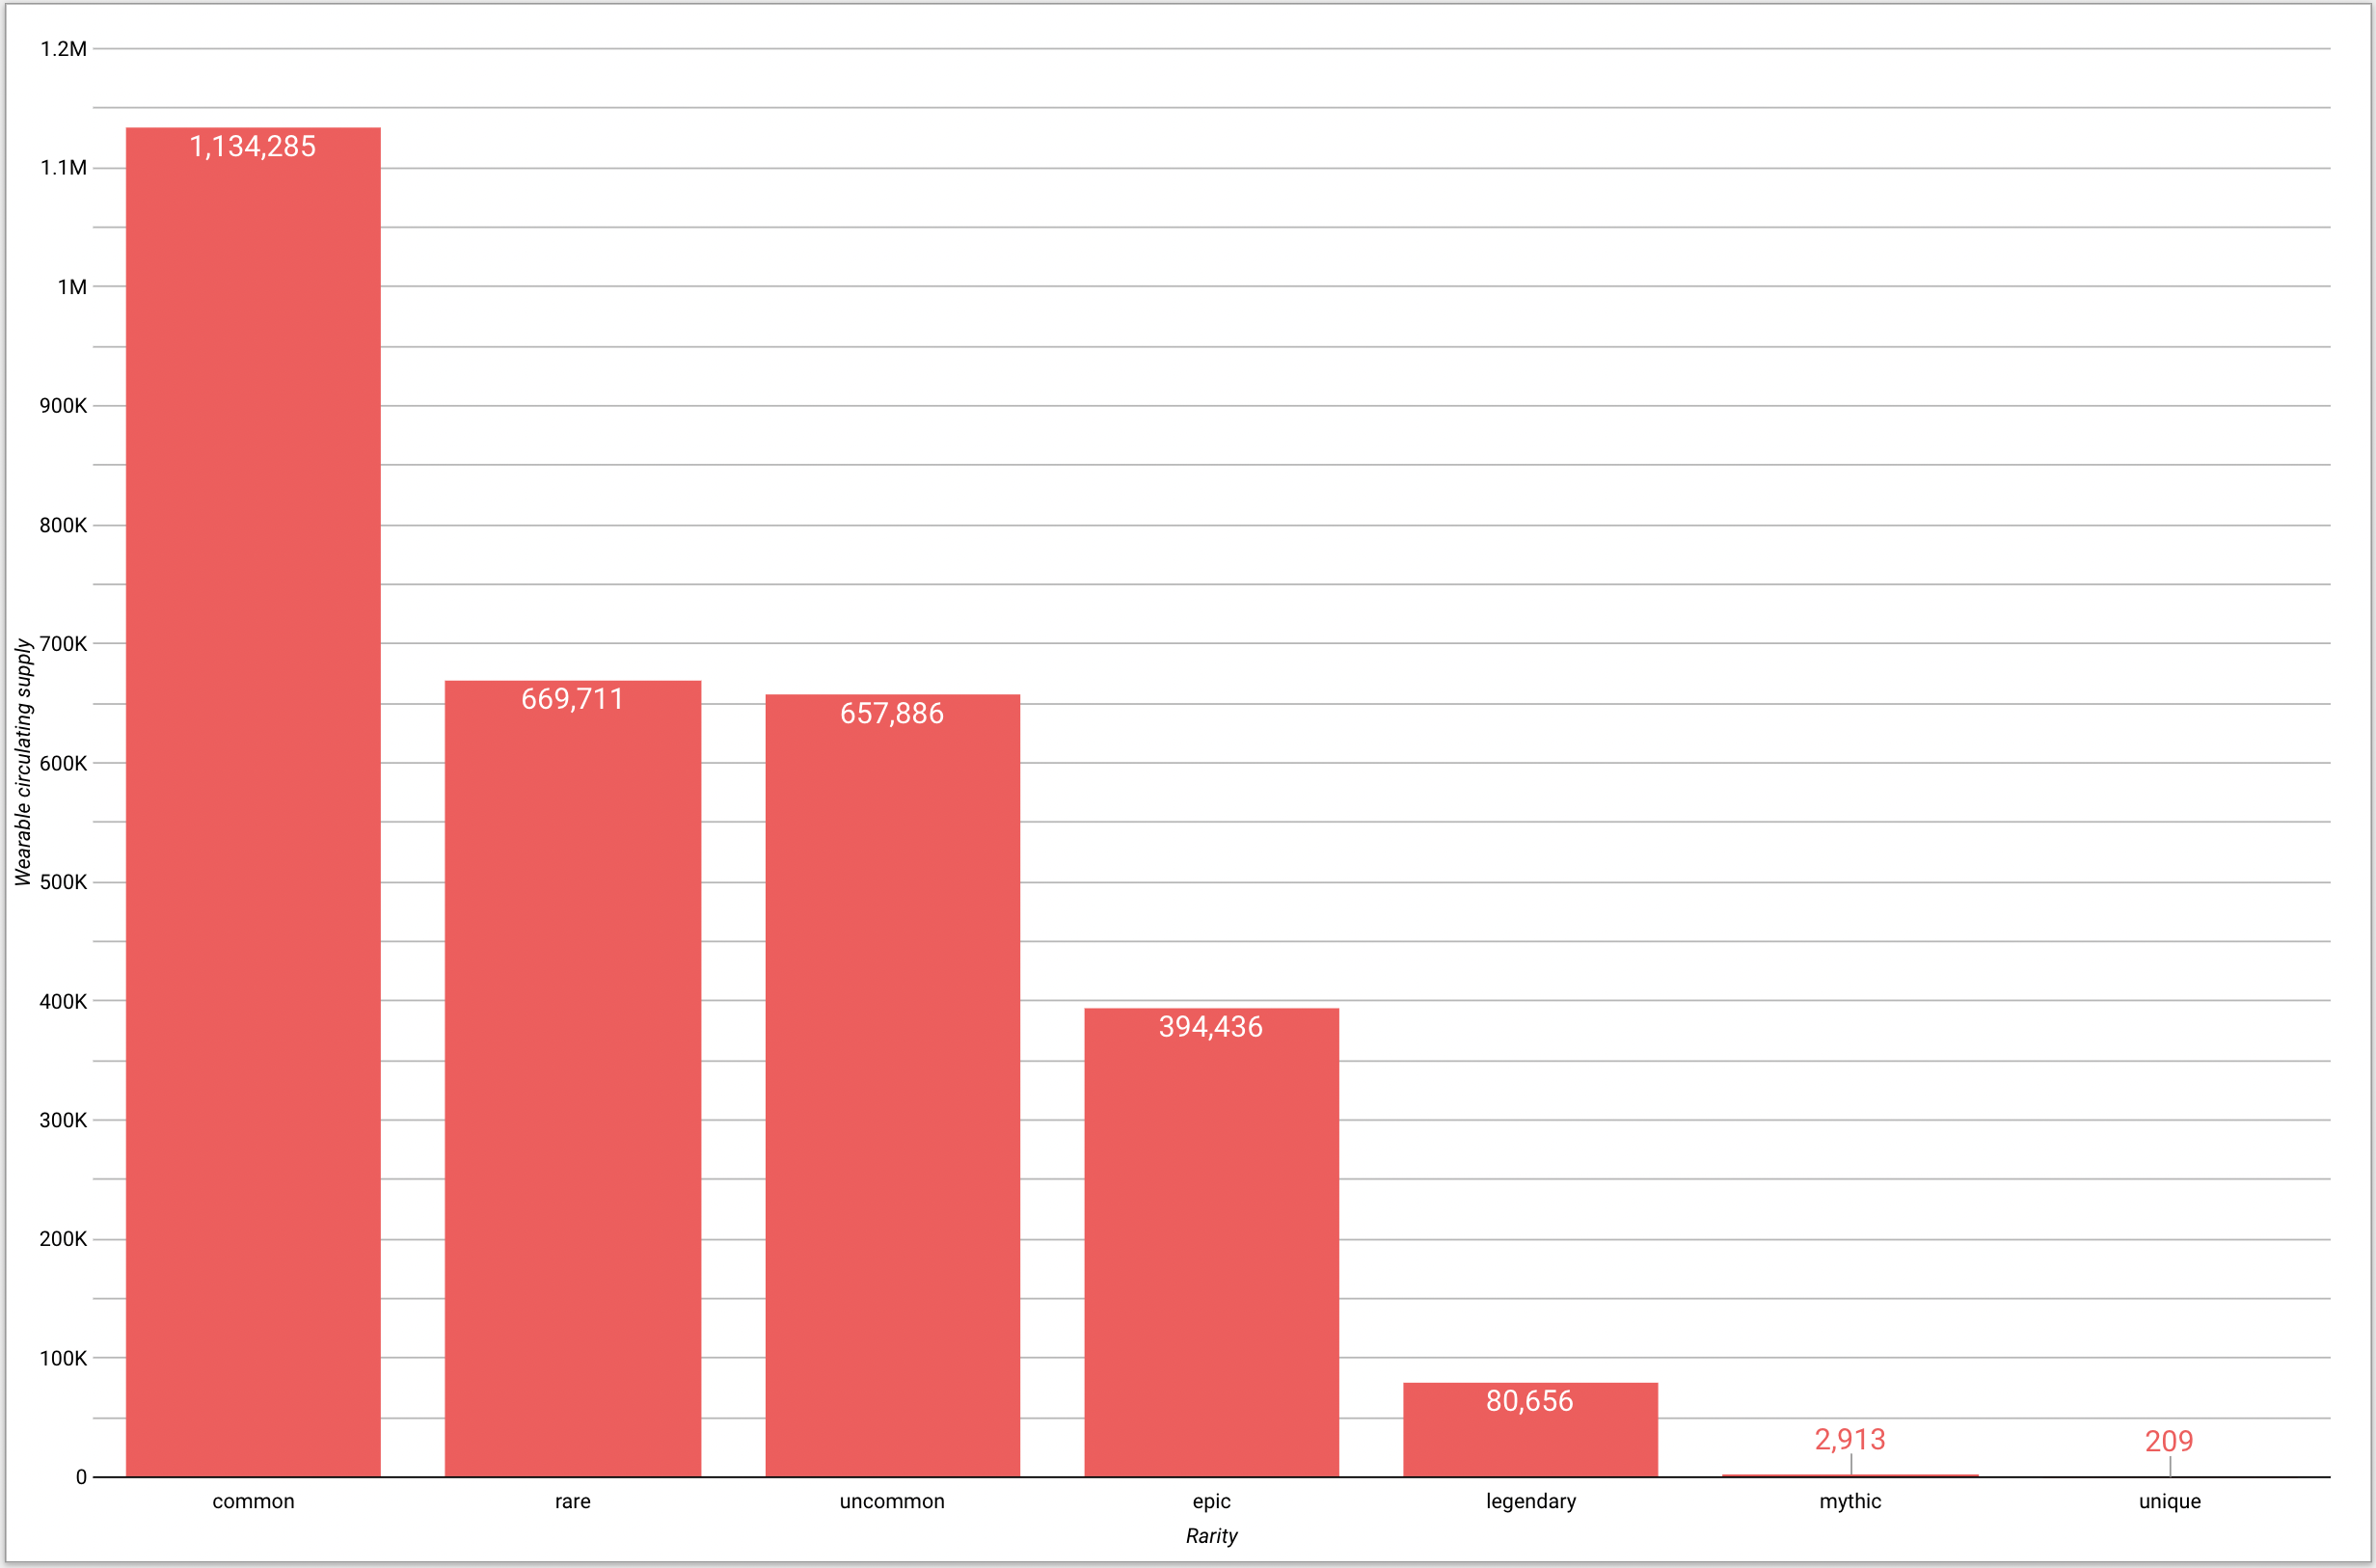 1.2M
1.1M
1M
900K
800K
700K
600K
500K
400K
300K
200K
100K
0
Wearable circulating supply
1,134,285
669,711
657,886
394,436
80,656
2,913
209
common rare uncommon epic legendary mythic unique
Rarity